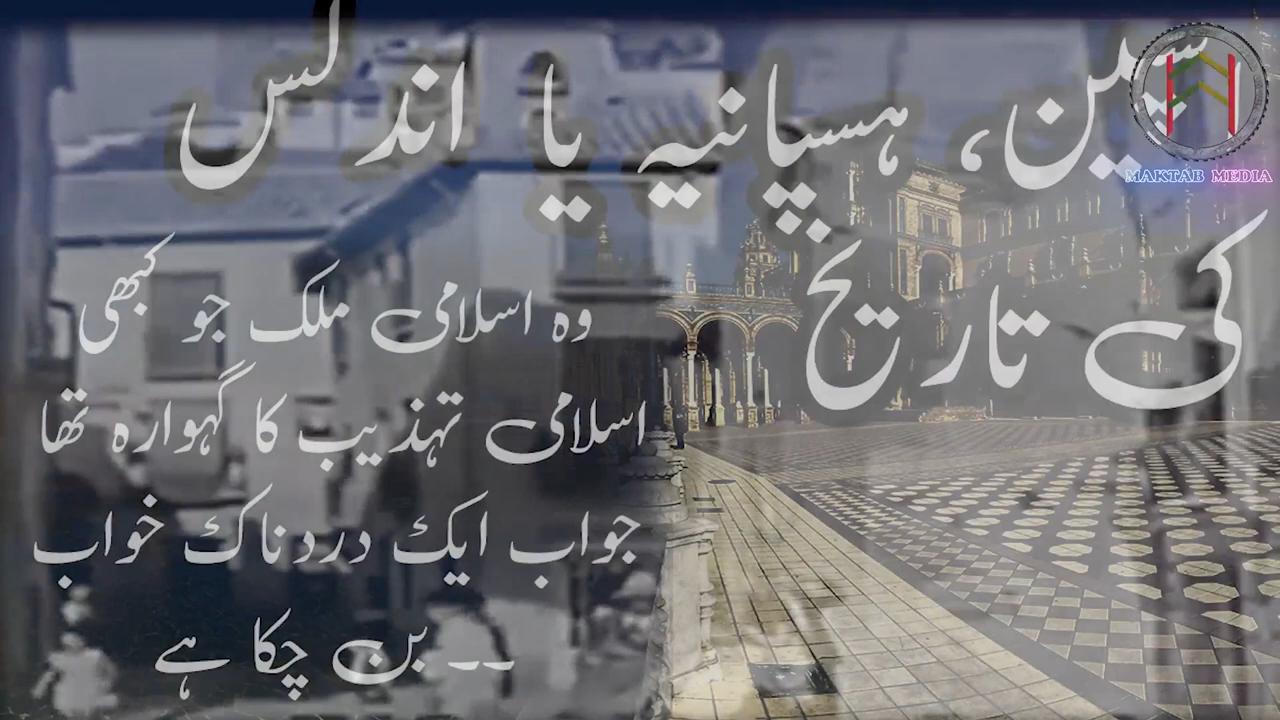 سپین، ہسپانیہ یا اندلس
کی تاریخ
وہ اسلامی ملک جو کبھی
اسلامی تہذیب کا گہوارہ تھا
جواب ایک دردناک خواب
بن چکا ہے --
MAKTAB MEDIA